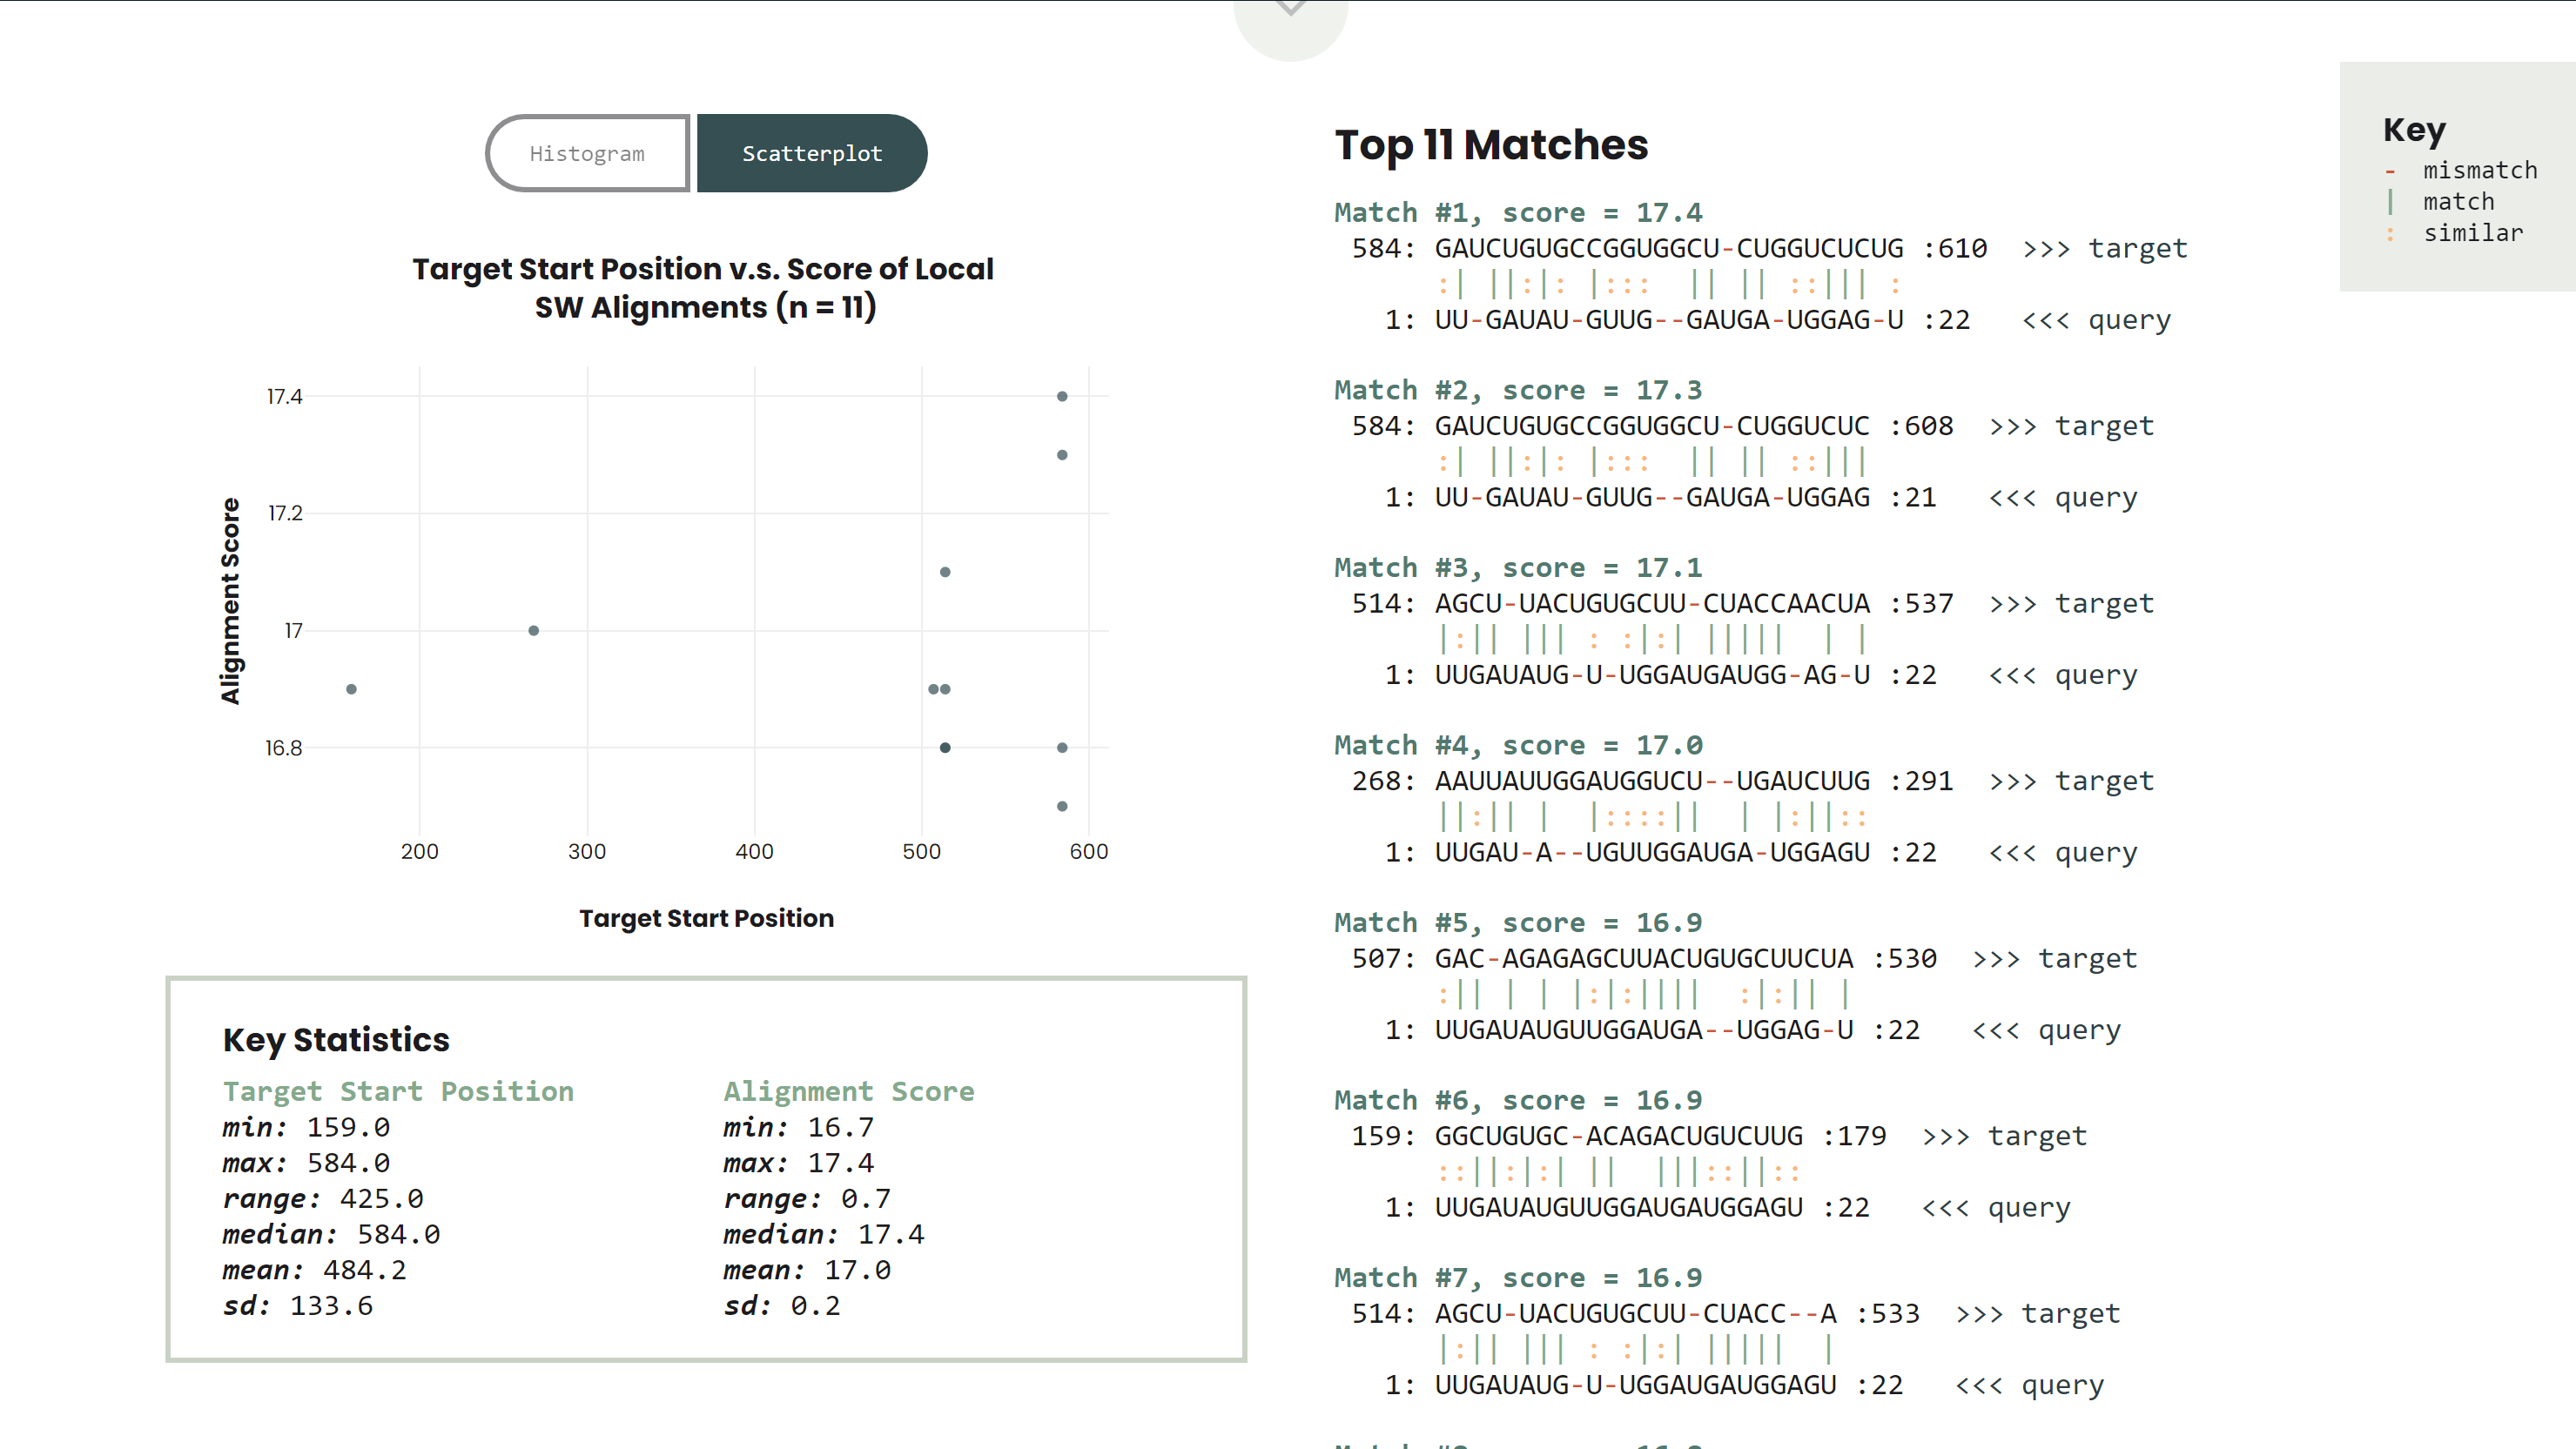 Histogram
Scatterplot
Target Start Position v.s. Score of Local
SW Alignments (n = 11)
Alignment Score
17.4
17.2
17
16.8
200 300 400 500 600
Target Start Position
Key Statistics
Target Start Position
min: 159.0
max: 584.0
range: 425.0
median: 584.0
mean: 484.2
sd: 133.6
Alignment Score
min: 16.7
max: 17.4
range: 0.7
median: 17.4
mean: 17.0
sd: 0.2
Top 11 Matches
Match #1, score = 17.4
584: GAUCUGUGCCGGUGGCU-CUGGUCUCUG :610 >>> target
:| ||:|: |:::  || || ::||| :
1: UU-GAUAU-GUUG--GAUGA-UGGAG-U :22 <<< query
Match #2, score = 17.3
584: GAUCUGUGCCGGUGGCU-CUGGUCUC :608 >>> target
:| ||:|: |:::  || || ::|||
1: UU-GAUAU-GUUG--GAUGA-UGGAG :21 <<< query
Match #3, score = 17.1
514: AGCU-UACUGUGCUU-CUACCAACUA :537 >>> target
|:|| ||| : :|:| |||||  | |
1: UUGAUAUG-U-UGGAUGAUGG-AG-U :22 <<< query
Match #4, score = 17.0
268: AAUUAUUGGAUGGUCU--UGAUCUUG :291 >>> target
||:|| |  |::::||  | |:||::
1: UUGAU-A--UGUUGGAUGA-UGGAGU :22 <<< query
Match #5, score = 16.9
507: GAC-AGAGAGCUUACUGUGCUUCUA :530 >>> target
:|| | | |:|:||||  :|:|| |
1: UUGAUAUGUUGGAUGA--UGGAG-U :22 <<< query
Match #6, score = 16.9
159: GGCUGUGC-ACAGACUGUCUUG :179 >>> target
::||:|:| ||  |||::||::
1: UUGAUAUGUUGGAUGAUGGAGU :22 <<< query
Match #7, score = 16.9
514: AGCU-UACUGUGCUU-CUACC--A :533 >>> target
|:|| ||| : :|:| |||||  |
1: UUGAUAUG-U-UGGAUGAUGGAGU :22 <<< query
Key
- mismatch
| match
: similar